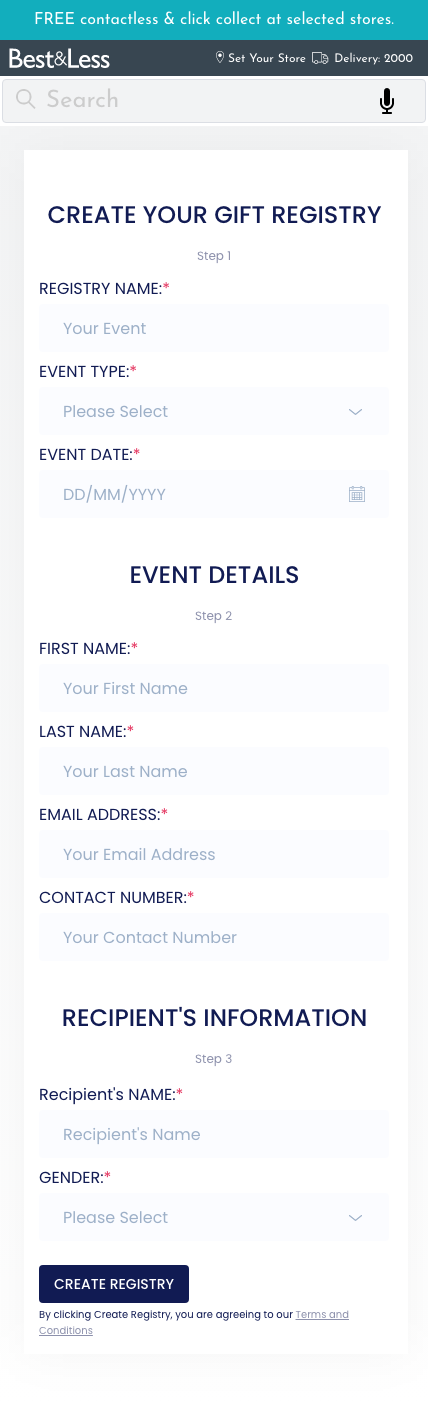 FREE contactless & click collect at selected stores.
Best&Less
Set Your Store
Delivery: 2000
Search
CREATE YOUR GIFT REGISTRY
Step 1
REGISTRY NAME:*
Your Event
EVENT TYPE:*
Please Select
EVENT DATE:*
DD/MM/YYYY
EVENT DETAILS
Step 2
FIRST NAME:*
Your First Name
LAST NAME:*
Your Last Name
EMAIL ADDRESS:*
Your Email Address
CONTACT NUMBER:*
Your Contact Number
RECIPIENT'S INFORMATION
Step 3
Recipient's NAME:*
Recipient's Name
GENDER:*
Please Select
CREATE REGISTRY
By clicking Create Registry, you are agreeing to our Terms and
Conditions